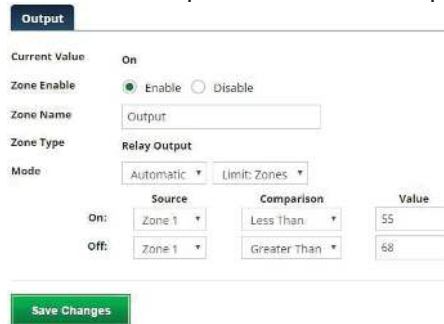 Output
Current Value On
Zone Enable Enable Disable
Zone Name Output
Zone Type Relay Output
Mode Automatic Limit: Zones
Source Comparison Value
On: Zone 1 Less Than 55
Off: Zone 1 Greater Than 68
Save Changes